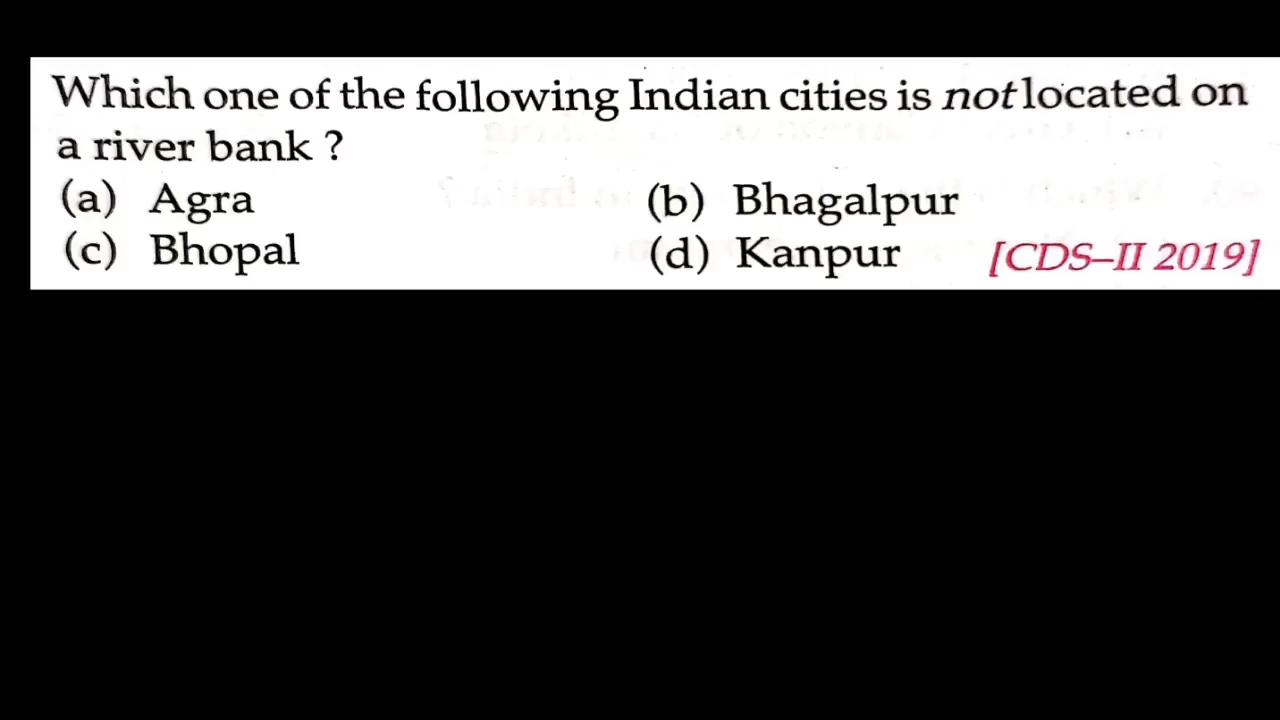 Which one of the following Indian cities is not located on
a river bank ?
(a) Agra (b) Bhagalpur
(c) Bhopal (d) Kanpur [CDS–II 2019]